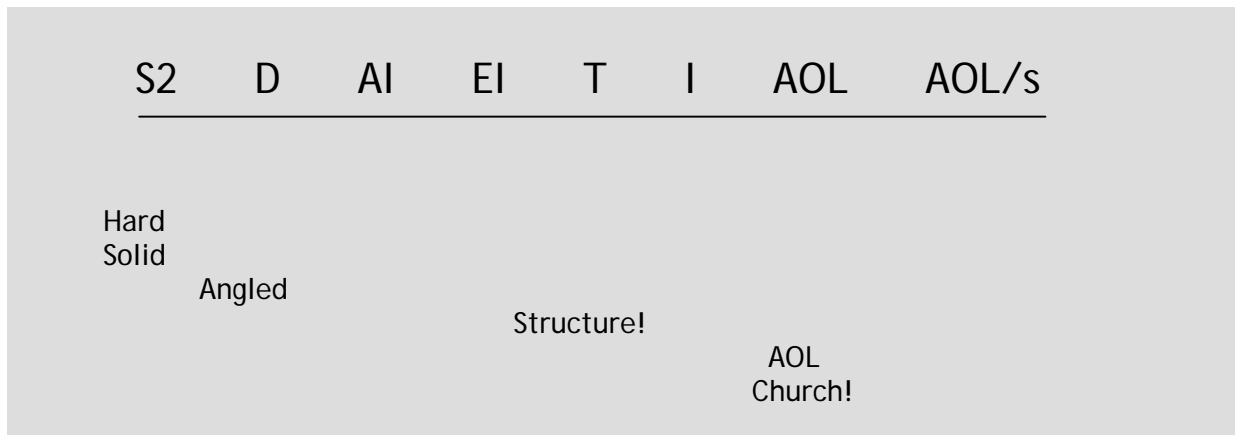 S2 D AI EI T I AOL AOL/s
Hard
Solid
Angled
Structure!
AOL
Church!